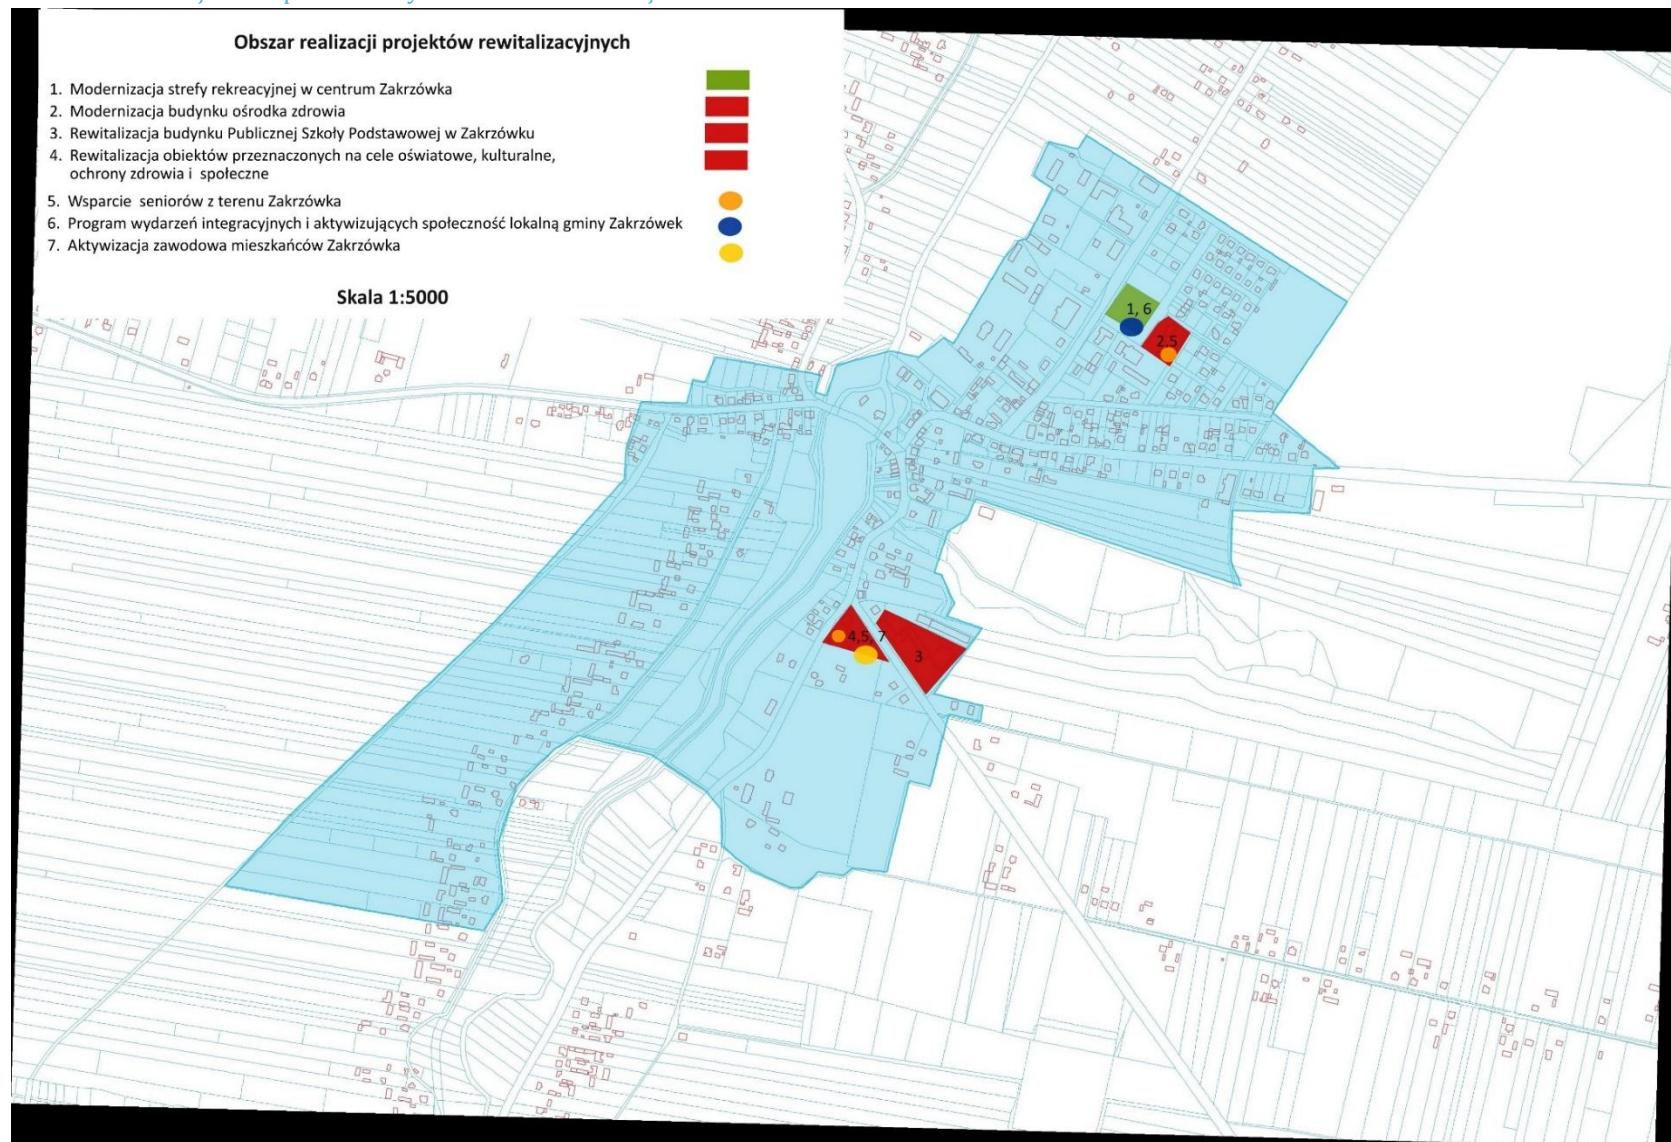 Obszar realizacji projektów rewitalizacyjnych
1. Modernizacja strefy rekreacyjnej w centrum Zakrzówka
2. Modernizacja budynku ośrodka zdrowia
3. Rewitalizacja budynku Publicznej Szkoły Podstawowej w Zakrzówku
4. Rewitalizacja obiektów przeznaczonych na cele oświatowe, kulturalne,
ochrony zdrowia i społeczne
5. Wsparcie seniorów z terenu Zakrzówka
6. Program wydarzeń integracyjnych i aktywizujących społeczność lokalną gminy Zakrzówek
7. Aktywizacja zawodowa mieszkańców Zakrzówka
Skala 1:5000
1, 6
2,5
4,5, 7
3